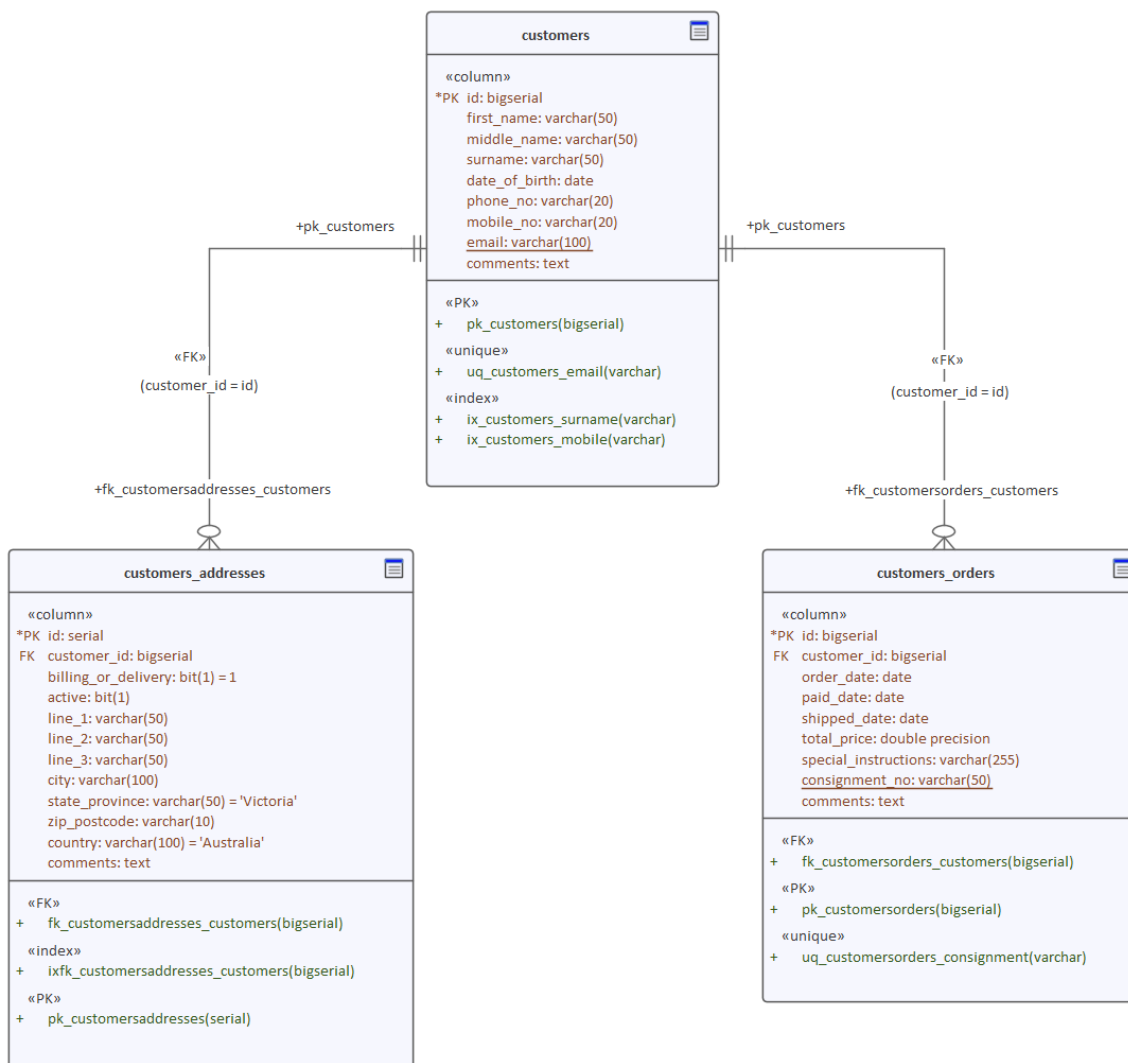 customers
«column»
*PK id: bigserial
first_name: varchar(50)
middle_name: varchar(50)
surname: varchar(50)
date_of_birth: date
phone_no: varchar(20)
mobile_no: varchar(20)
email: varchar(100)
comments: text
«PK»
+ pk_customers(bigserial)
«unique»
+ uq_customers_email(varchar)
«index»
+ ix_customers_surname(varchar)
+ ix_customers_mobile(varchar)
+pk_customers
«FK»
(customer_id = id)
+fk_customersaddresses_customers
+pk_customers
«FK»
(customer_id = id)
+fk_customersorders_customers
customers_addresses
«column»
*PK id: serial
FK customer_id: bigserial
billing_or_delivery: bit(1) = 1
active: bit(1)
line_1: varchar(50)
line_2: varchar(50)
line_3: varchar(50)
city: varchar(100)
state_province: varchar(50) = 'Victoria'
zip_postcode: varchar(10)
country: varchar(100) = 'Australia'
comments: text
«FK»
+ fk_customersaddresses_customers(bigserial)
«index»
+ ixfk_customersaddresses_customers(bigserial)
«PK»
+ pk_customersaddresses(serial)
customers_orders
«column»
*PK id: bigserial
FK customer_id: bigserial
order_date: date
paid_date: date
shipped_date: date
total_price: double precision
special_instructions: varchar(255)
consignment_no: varchar(50)
comments: text
«FK»
+ fk_customersorders_customers(bigserial)
«PK»
+ pk_customersorders(bigserial)
«unique»
+ uq_customersorders_consignment(varchar)